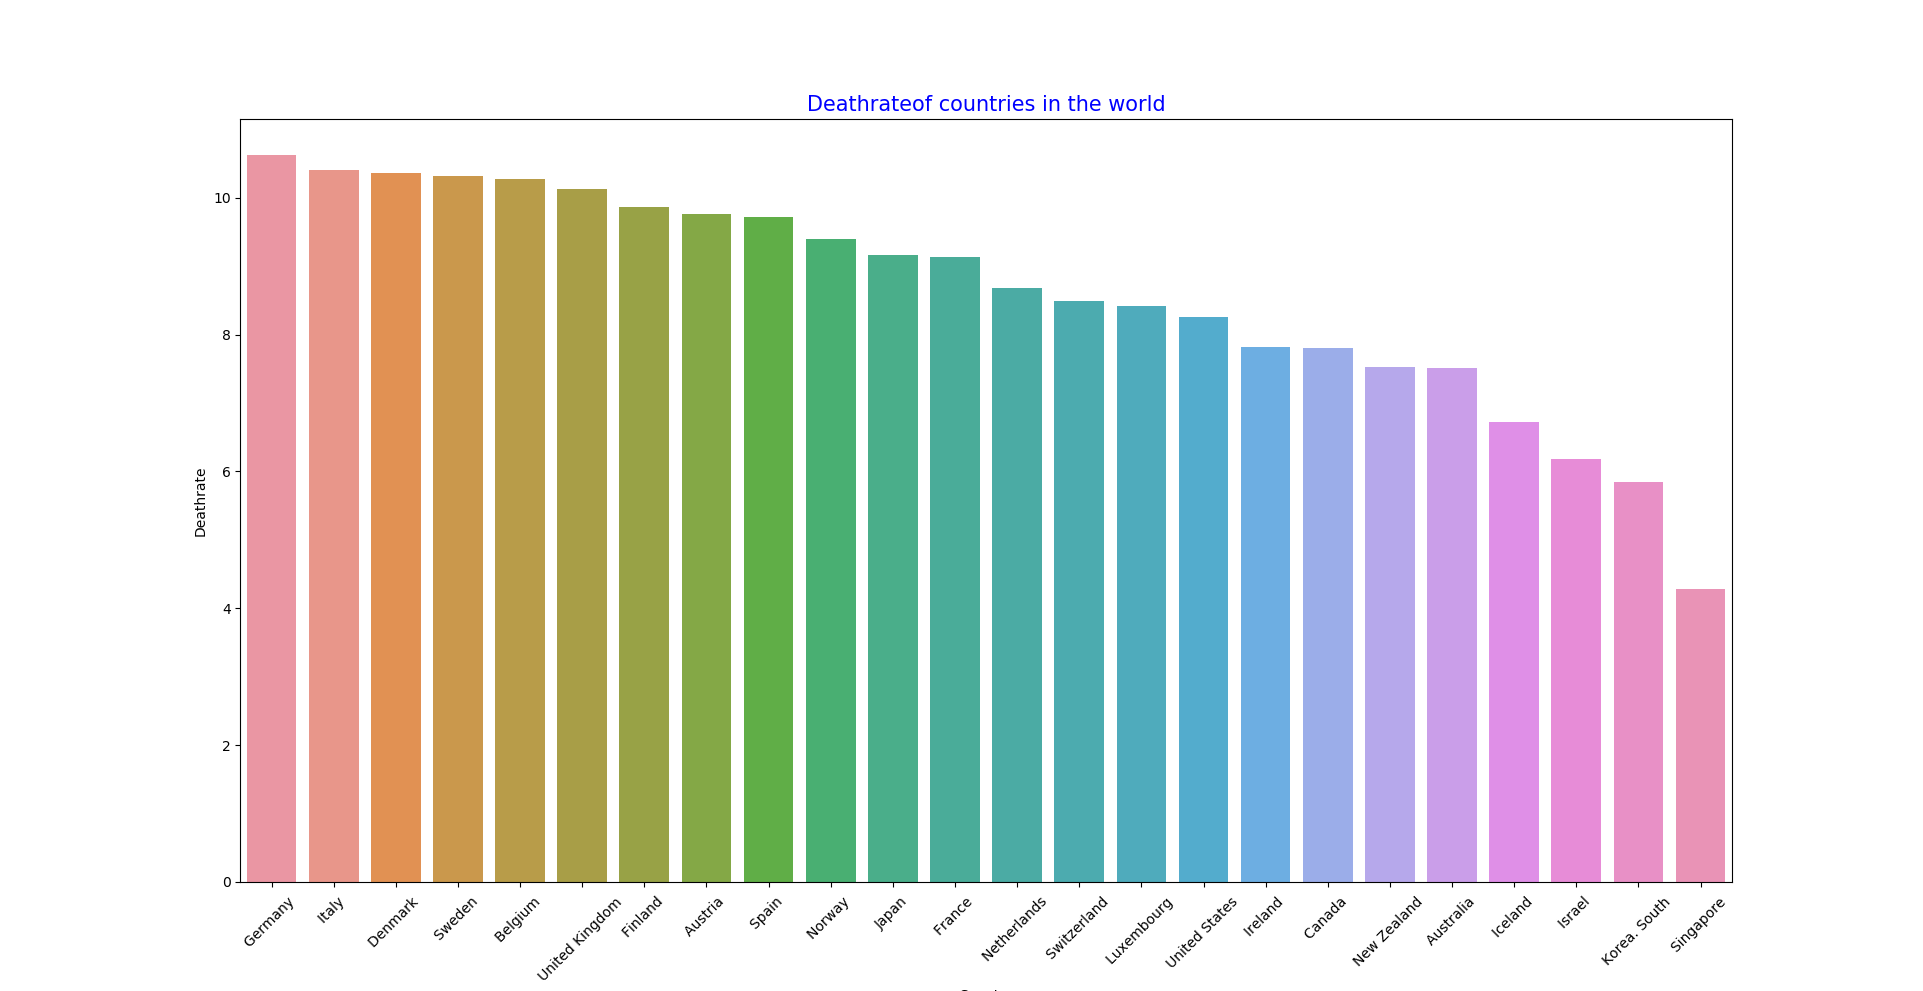 Deathrateof countries in the world
Deathrate
10
8
6
4
2
0
Germany
Italy
Denmark
Sweden
Belgium
United Kingdom
Finland
Austria
Spain
Norway
Japan
France
Netherlands
Switzerland
Luxembourg
United States
Ireland
Canada
New Zealand
Australia
Iceland
Israel
Korea. South
Singapore